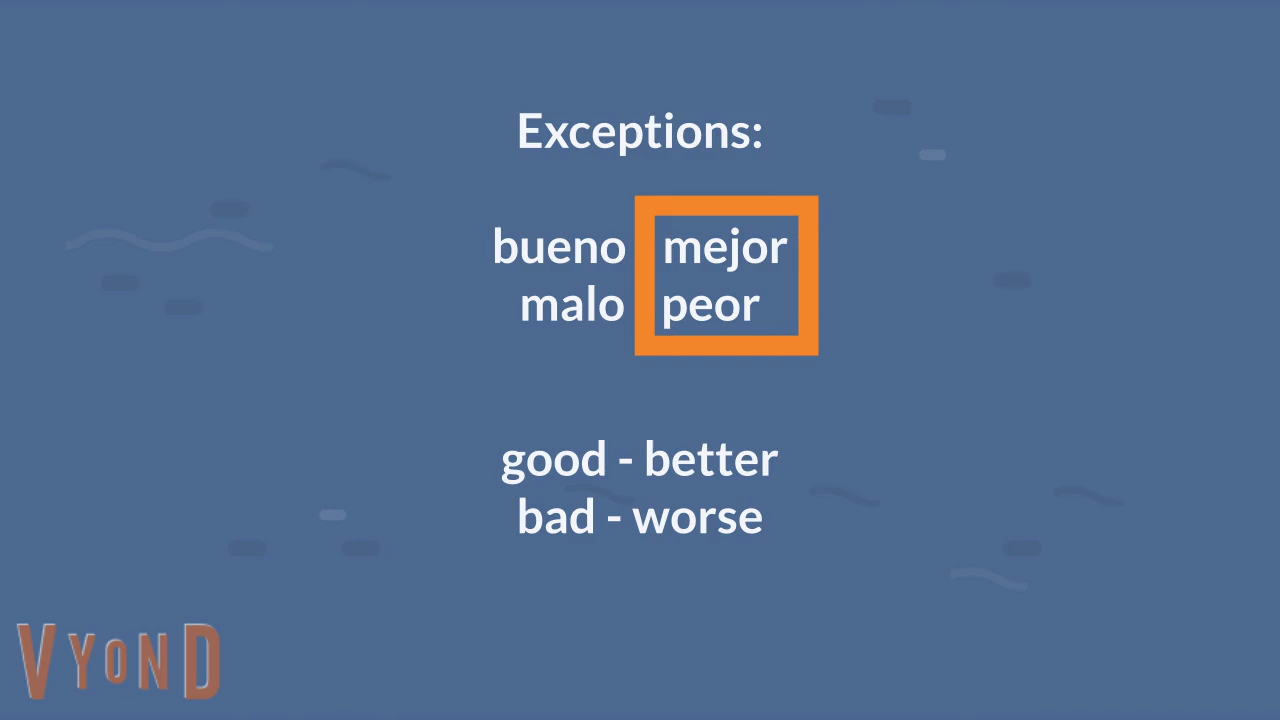 Exceptions:
bueno mejor
malo peor
good - better
bad - worse
VYOND